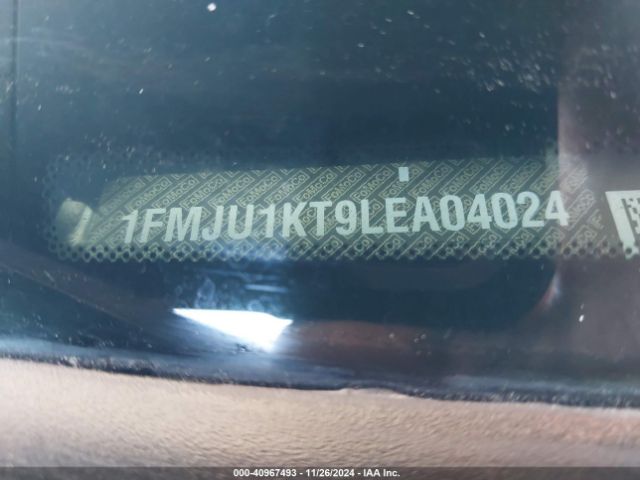 1FMJU1KT9LEA04024
000-40967493 - 11/26/2024 - IAA Inc.